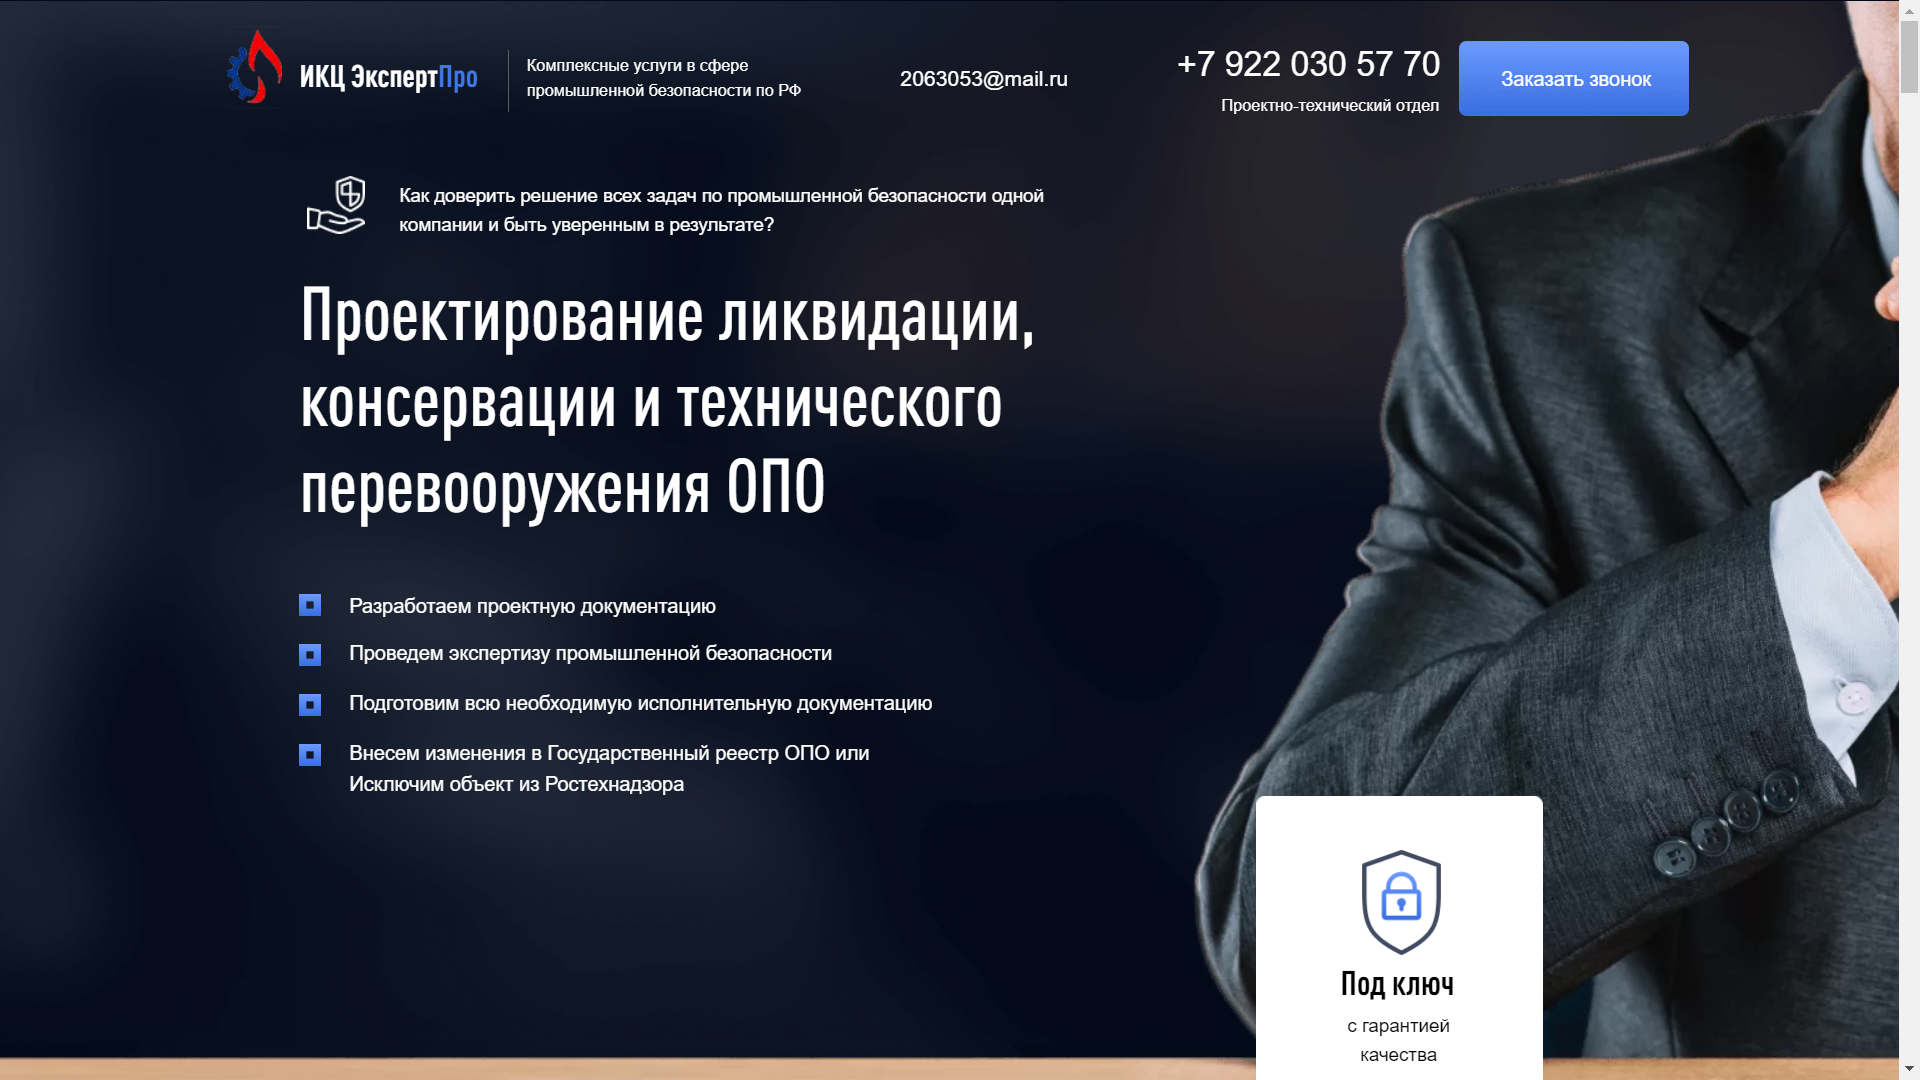 ИКЦ ЭкспертПро
Комплексные услуги в сфере
промышленной безопасности по РФ
2063053@mail.ru
+7 922 030 57 70
Проектно-технический отдел
Заказать звонок
Как доверить решение всех задач по промышленной безопасности одной
компании и быть уверенным в результате?
Проектирование ликвидации,
консервации и технического
перевооружения ОПО
Разработаем проектную документацию
Проведем экспертизу промышленной безопасности
Подготовим всю необходимую исполнительную документацию
Внесем изменения в Государственный реестр ОПО или
Исключим объект из Ростехнадзора
Под ключ
с гарантией
качества